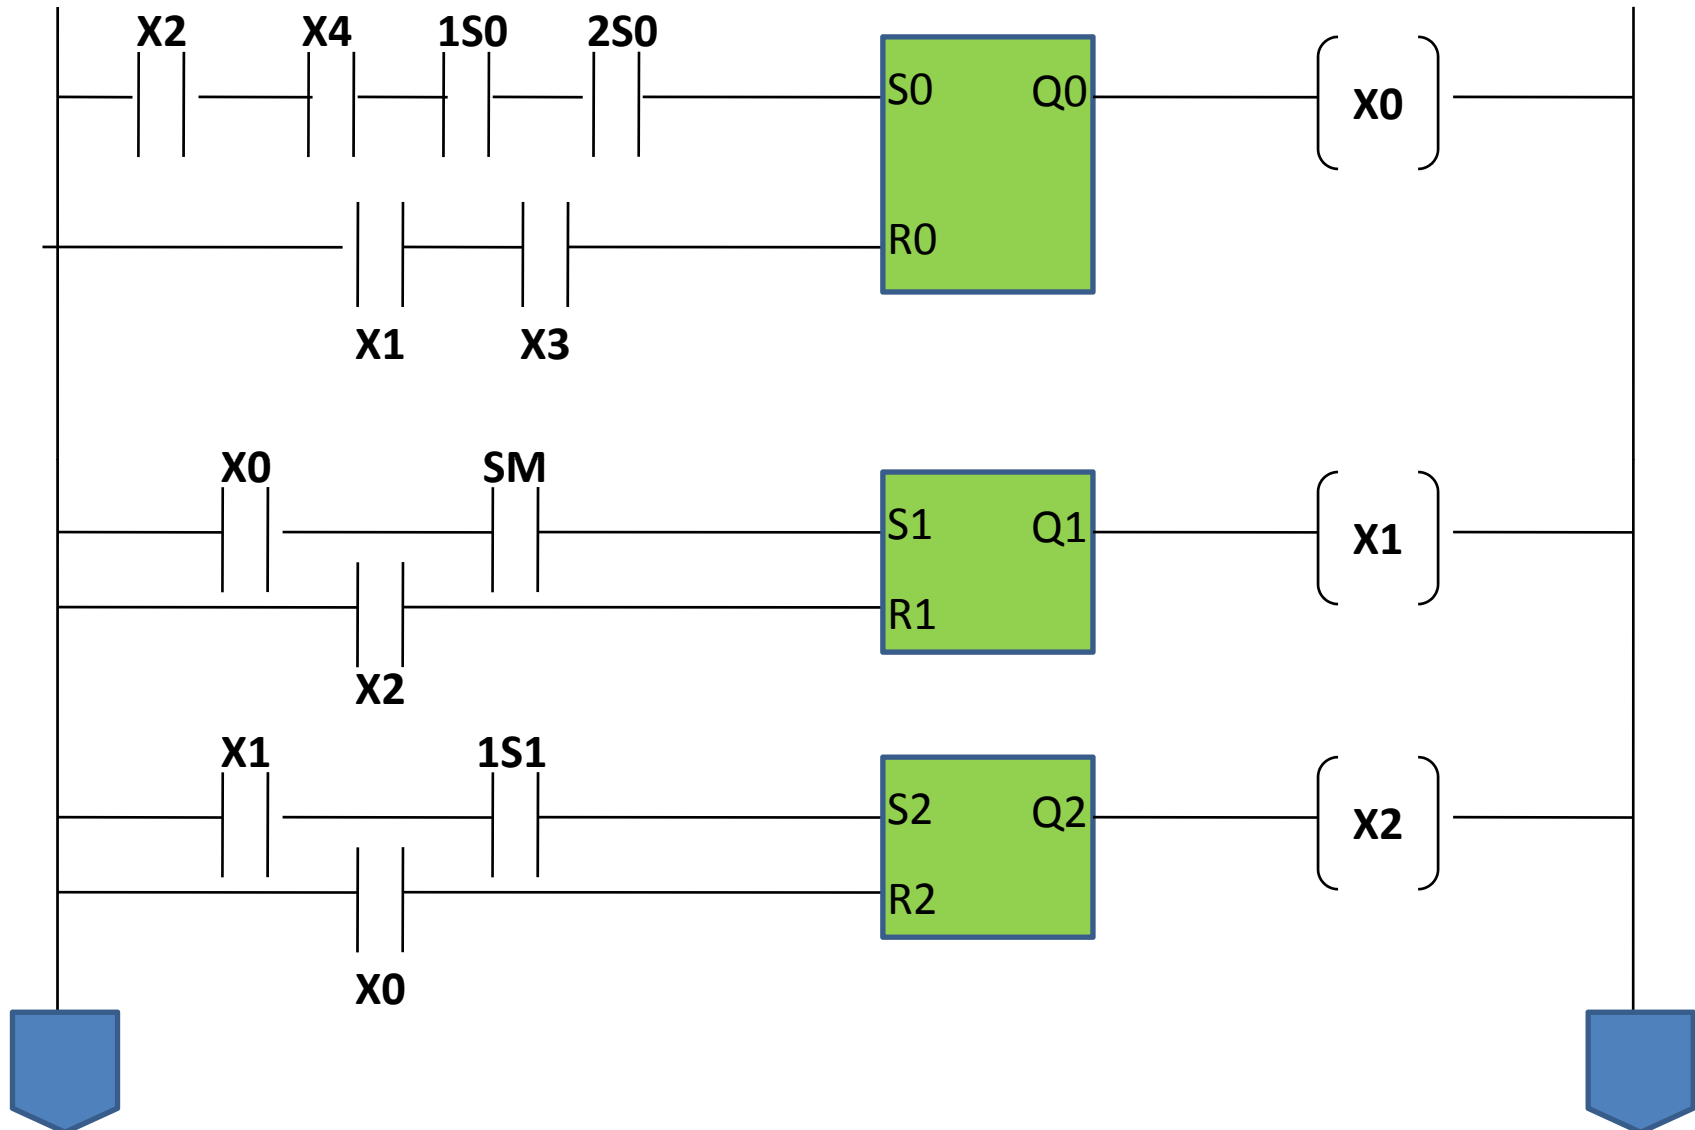 X2 X4 1S0 2S0
S0 Q0 X0
R0
X1 X3
X0 SM
S1 Q1 X1
R1
X2
X1 1S1
S2 Q2 X2
R2
X0